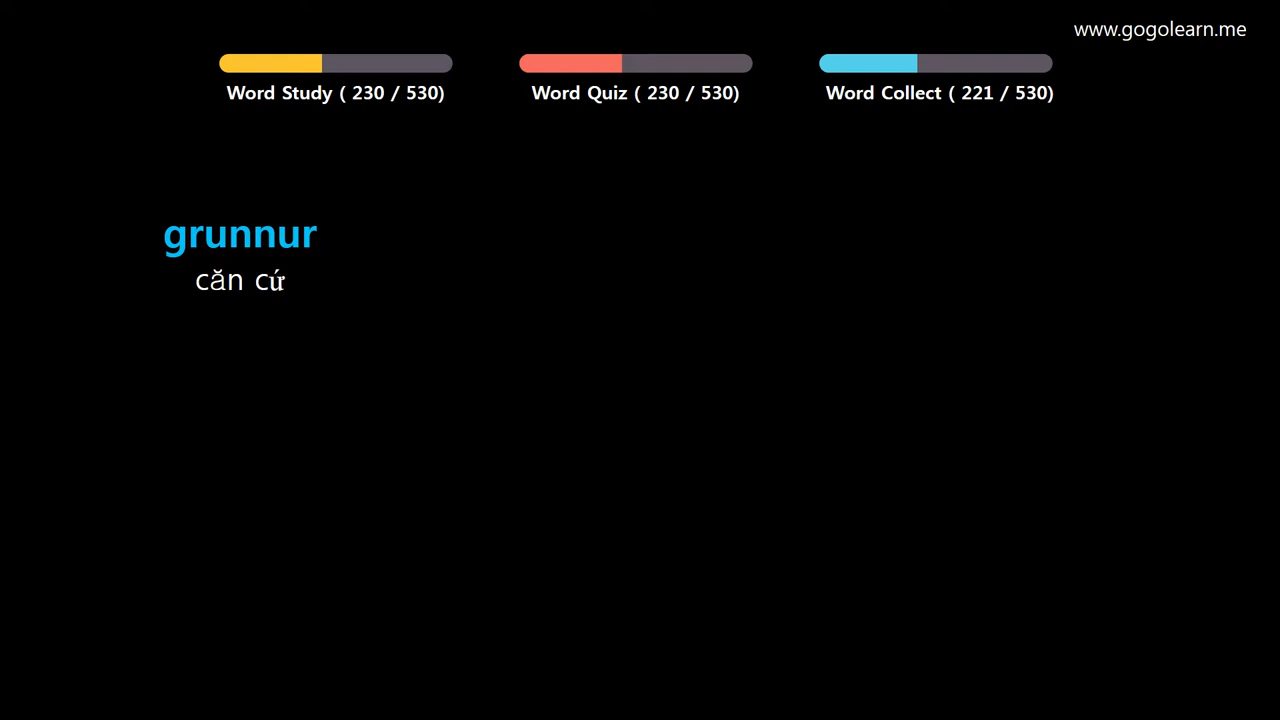 www.gogolearn.me
Word Study ( 230 / 530)
Word Quiz ( 230 / 530)
Word Collect ( 221 / 530)
grunnur
căn cứ